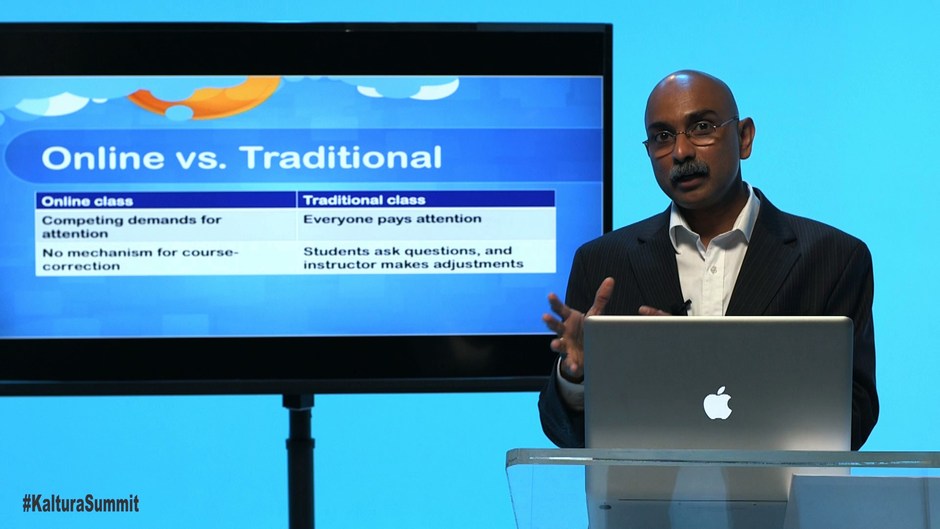 Online vs. Traditional
Online class
Traditional class
Competing demands for
attention
Everyone pays attention
No mechanism for course-
correction
Students ask questions, and
instructor makes adjustments
#KalturaSummit